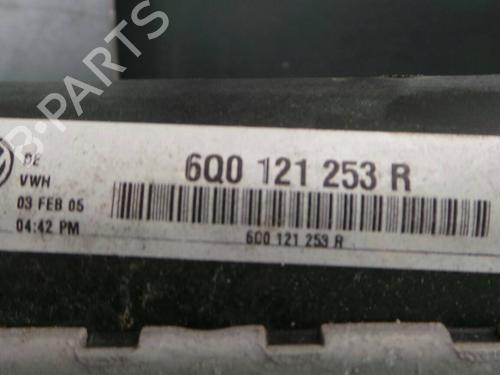 B-PARTS
DE
VWH
03 FEB 05
04:42 PM
6Q0 121 253 R
6Q0 121 253 R